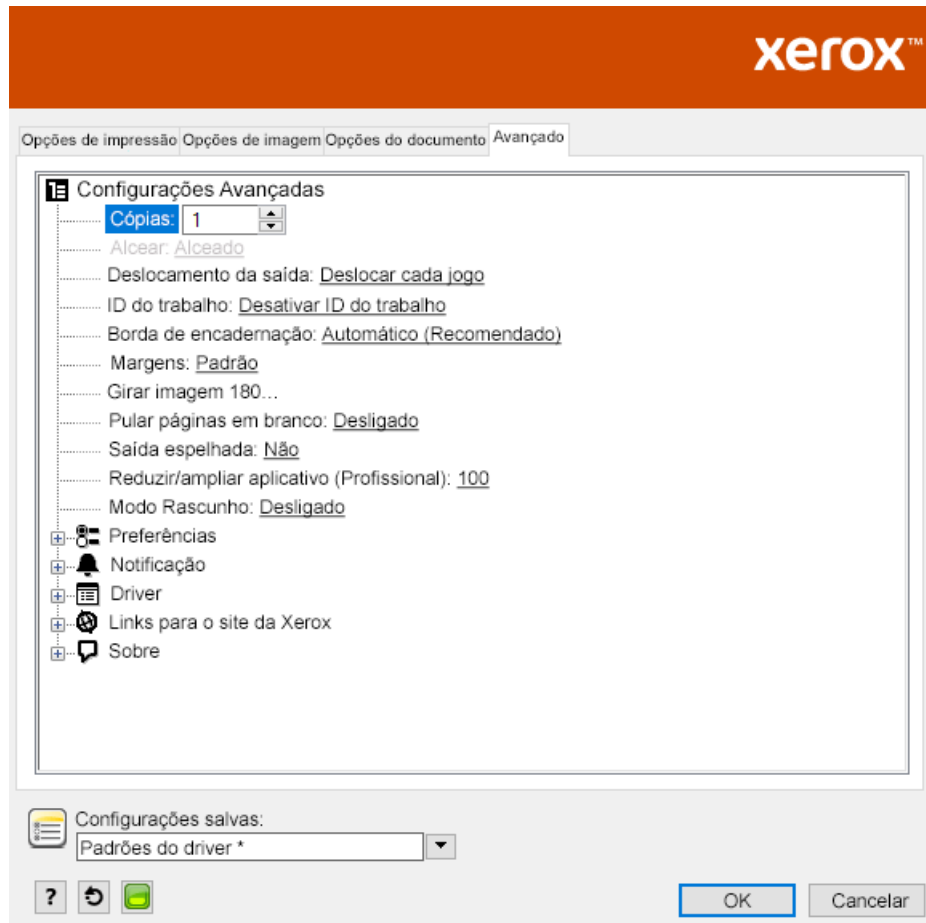 xerox™
Opções de impressão Opções de imagem Opções do documento Avançado
Configurações Avançadas
Cópias: 1
Alcear: Alceado
Deslocamento da saída: Deslocar cada jogo
ID do trabalho: Desativar ID do trabalho
Borda de encadernação: Automático (Recomendado)
Margens: Padrão
Girar imagem 180...
Pular páginas em branco: Desligado
Saída espelhada: Não
Reduzir/ampliar aplicativo (Profissional): 100
Modo Rascunho: Desligado
Preferências
Notificação
Driver
Links para o site da Xerox
Sobre
Configurações salvas:
Padrões do driver *
? OK Cancelar